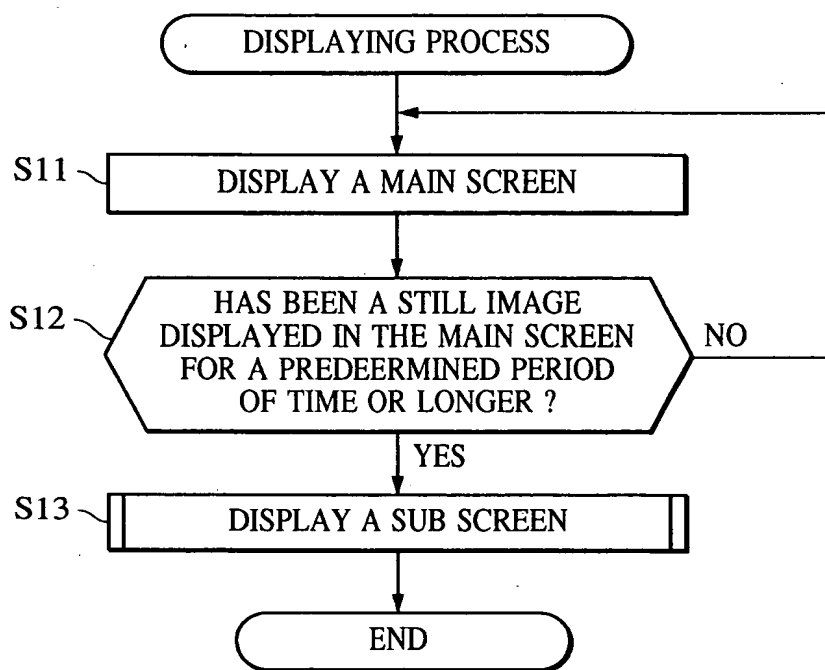 DISPLAYING PROCESS
S11
DISPLAY A MAIN SCREEN
S12
HAS BEEN A STILL IMAGE
DISPLAYED IN THE MAIN SCREEN
FOR A PREDEERMINED PERIOD
OF TIME OR LONGER ?
NO
YES
S13
DISPLAY A SUB SCREEN
END